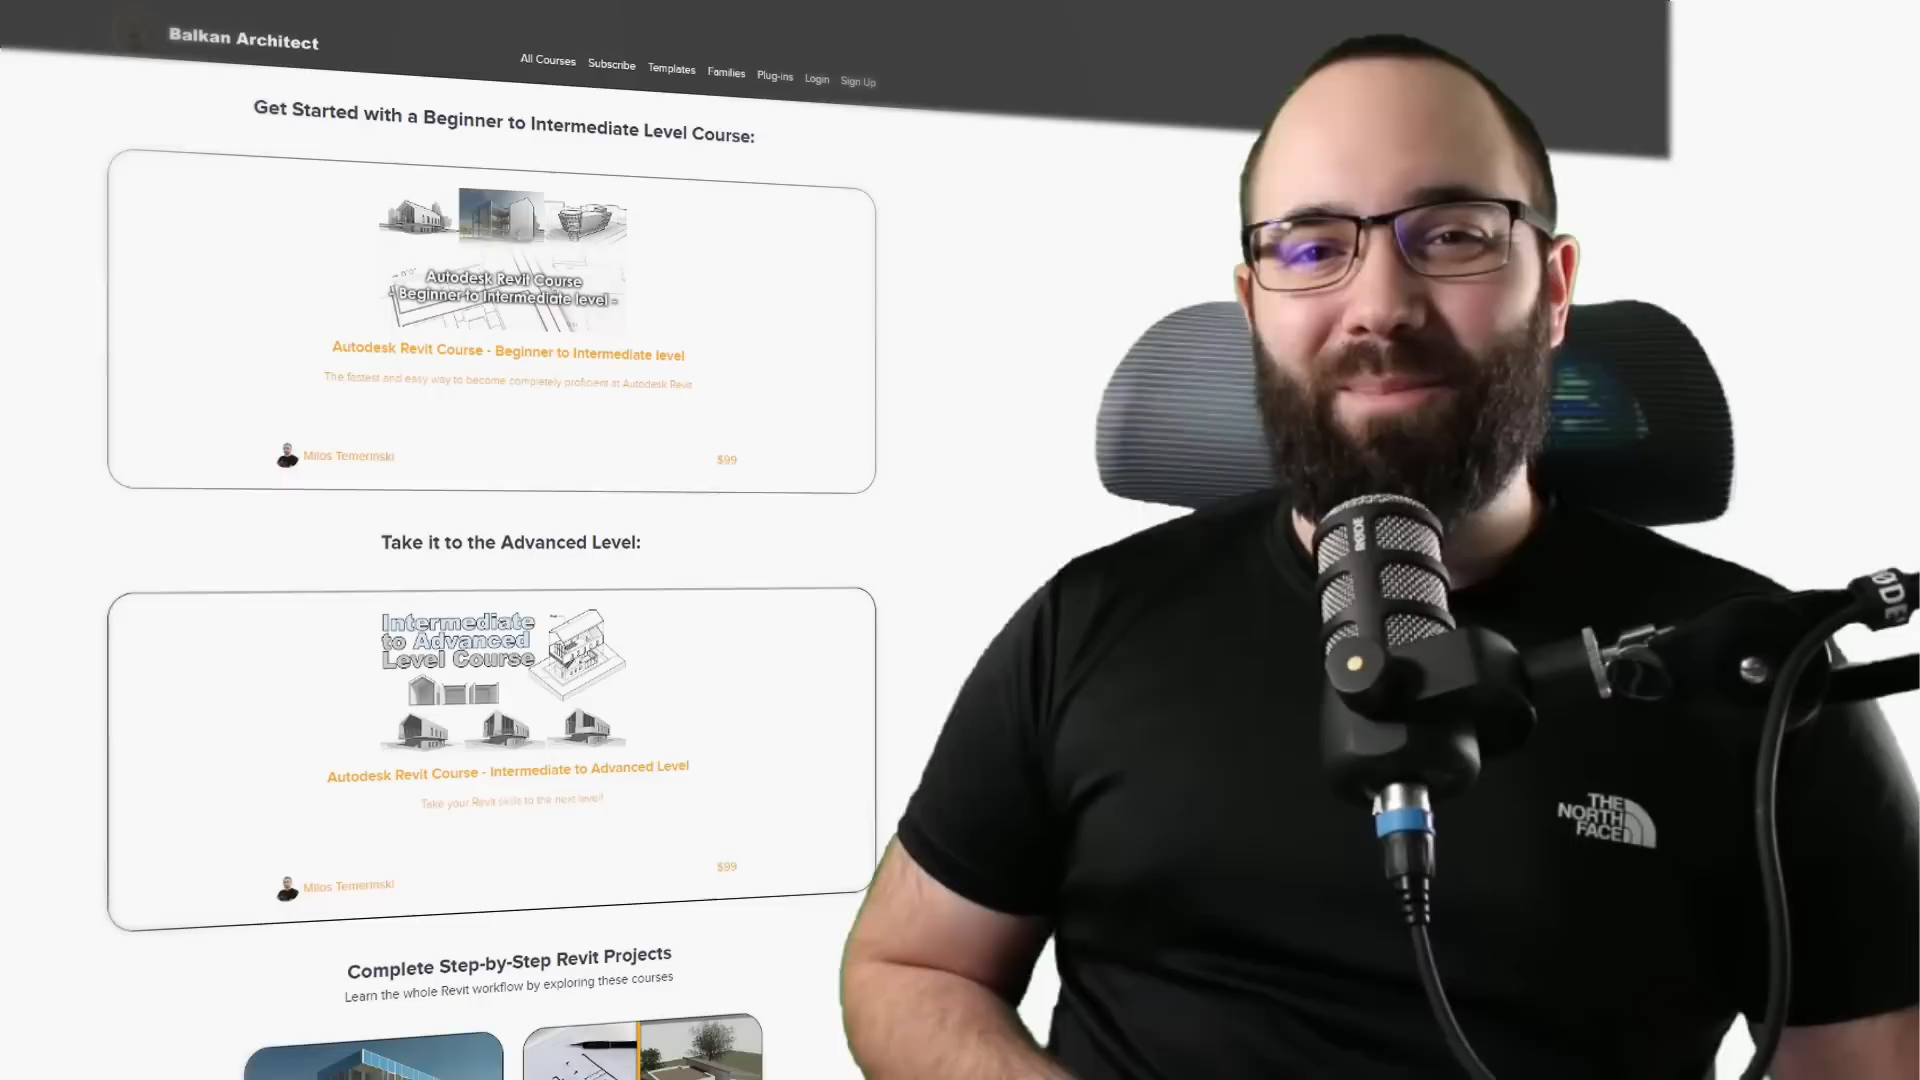 Balkan Architect
All Courses Subscribe Templates Families Plug-ins Login Sign Up
Get Started with a Beginner to Intermediate Level Course:
Autodesk Revit Course
- Beginner to Intermediate level -
Autodesk Revit Course - Beginner to Intermediate level
The fastest and easy way to become completely proficient at Autodesk Revit
Milos Temerinski
$99
Take it to the Advanced Level:
Intermediate
to Advanced
Level Course
Autodesk Revit Course - Intermediate to Advanced Level
Take your Revit skills to the next level!
Milos Temerinski
$99
Complete Step-by-Step Revit Projects
Learn the whole Revit workflow by exploring these courses
RØDE
RØDE
THE
NORTH
FACE